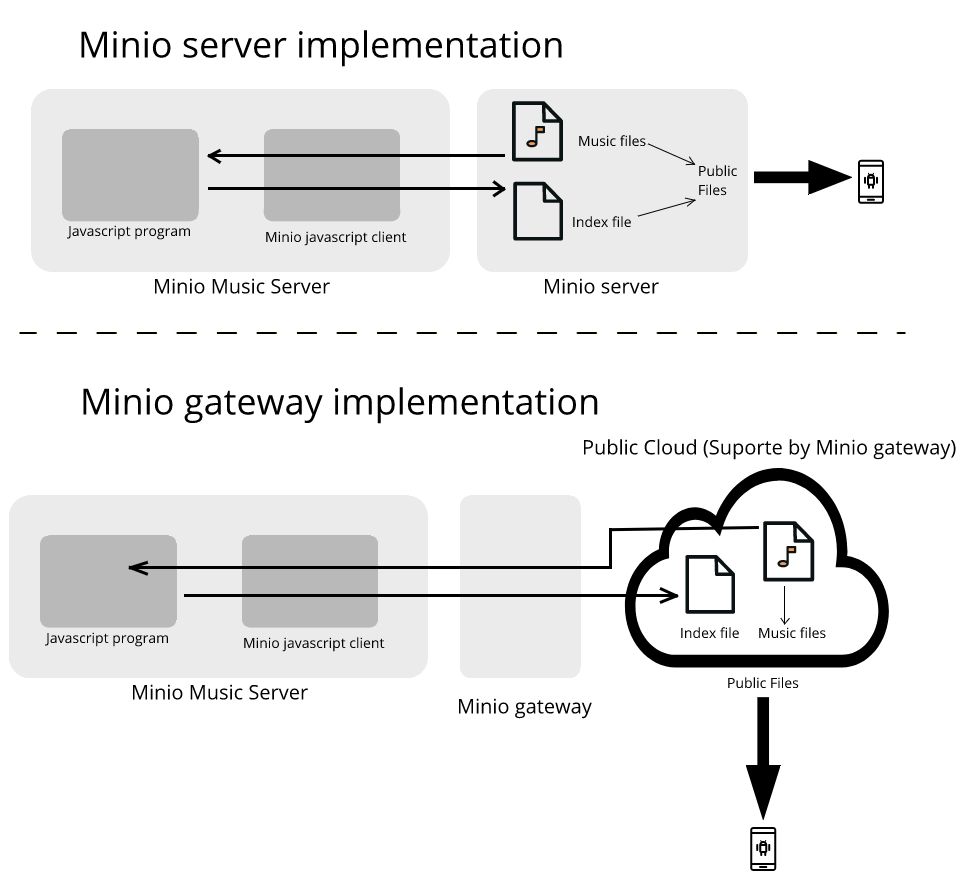 Minio server implementation
Music files
Public
Files
Index file
Javascript program
Minio javascript client
Minio Music Server
Minio server
Minio gateway implementation
Public Cloud (Suporte by Minio gateway)
Index file
Music files
Javascript program
Minio javascript client
Public Files
Minio Music Server
Minio gateway